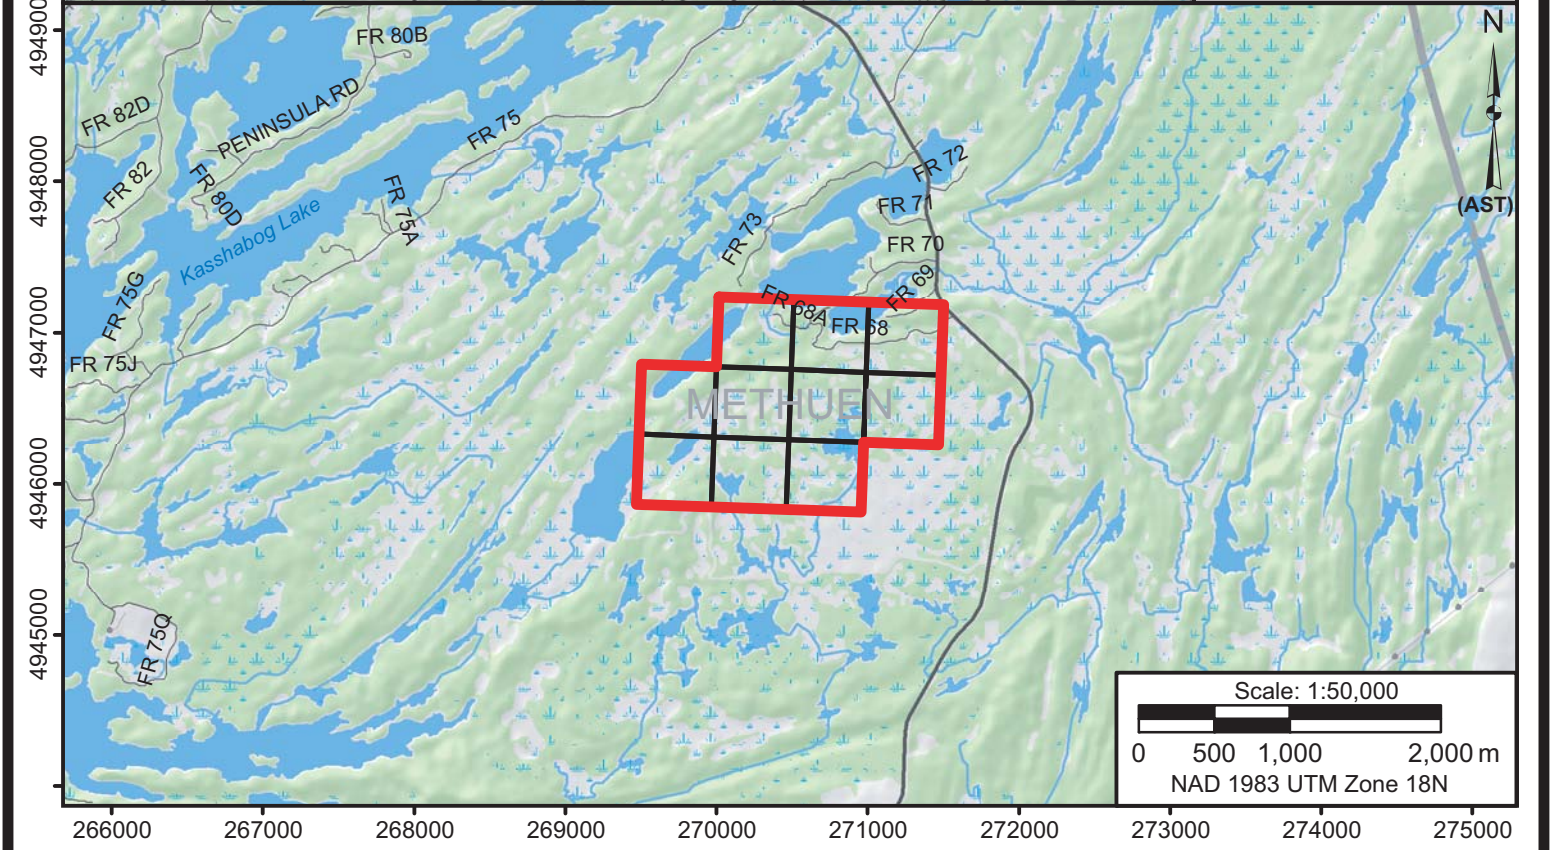 4949000
4948000
4947000
4946000
4945000
FR 80B
N
FR 82D
PENINSULA RD
FR 75
FR 82
FR 80D
FR 75A
FR 72
(AST)
Kasshabog Lake
FR 71
FR 73
FR 70
FR 75G
FR 69
FR 68A
FR 68
FR 75J
METHUEN
FR 75Q
Scale: 1:50,000
0 500 1,000 2,000 m
NAD 1983 UTM Zone 18N
266000 267000 268000 269000 270000 271000 272000 273000 274000 275000